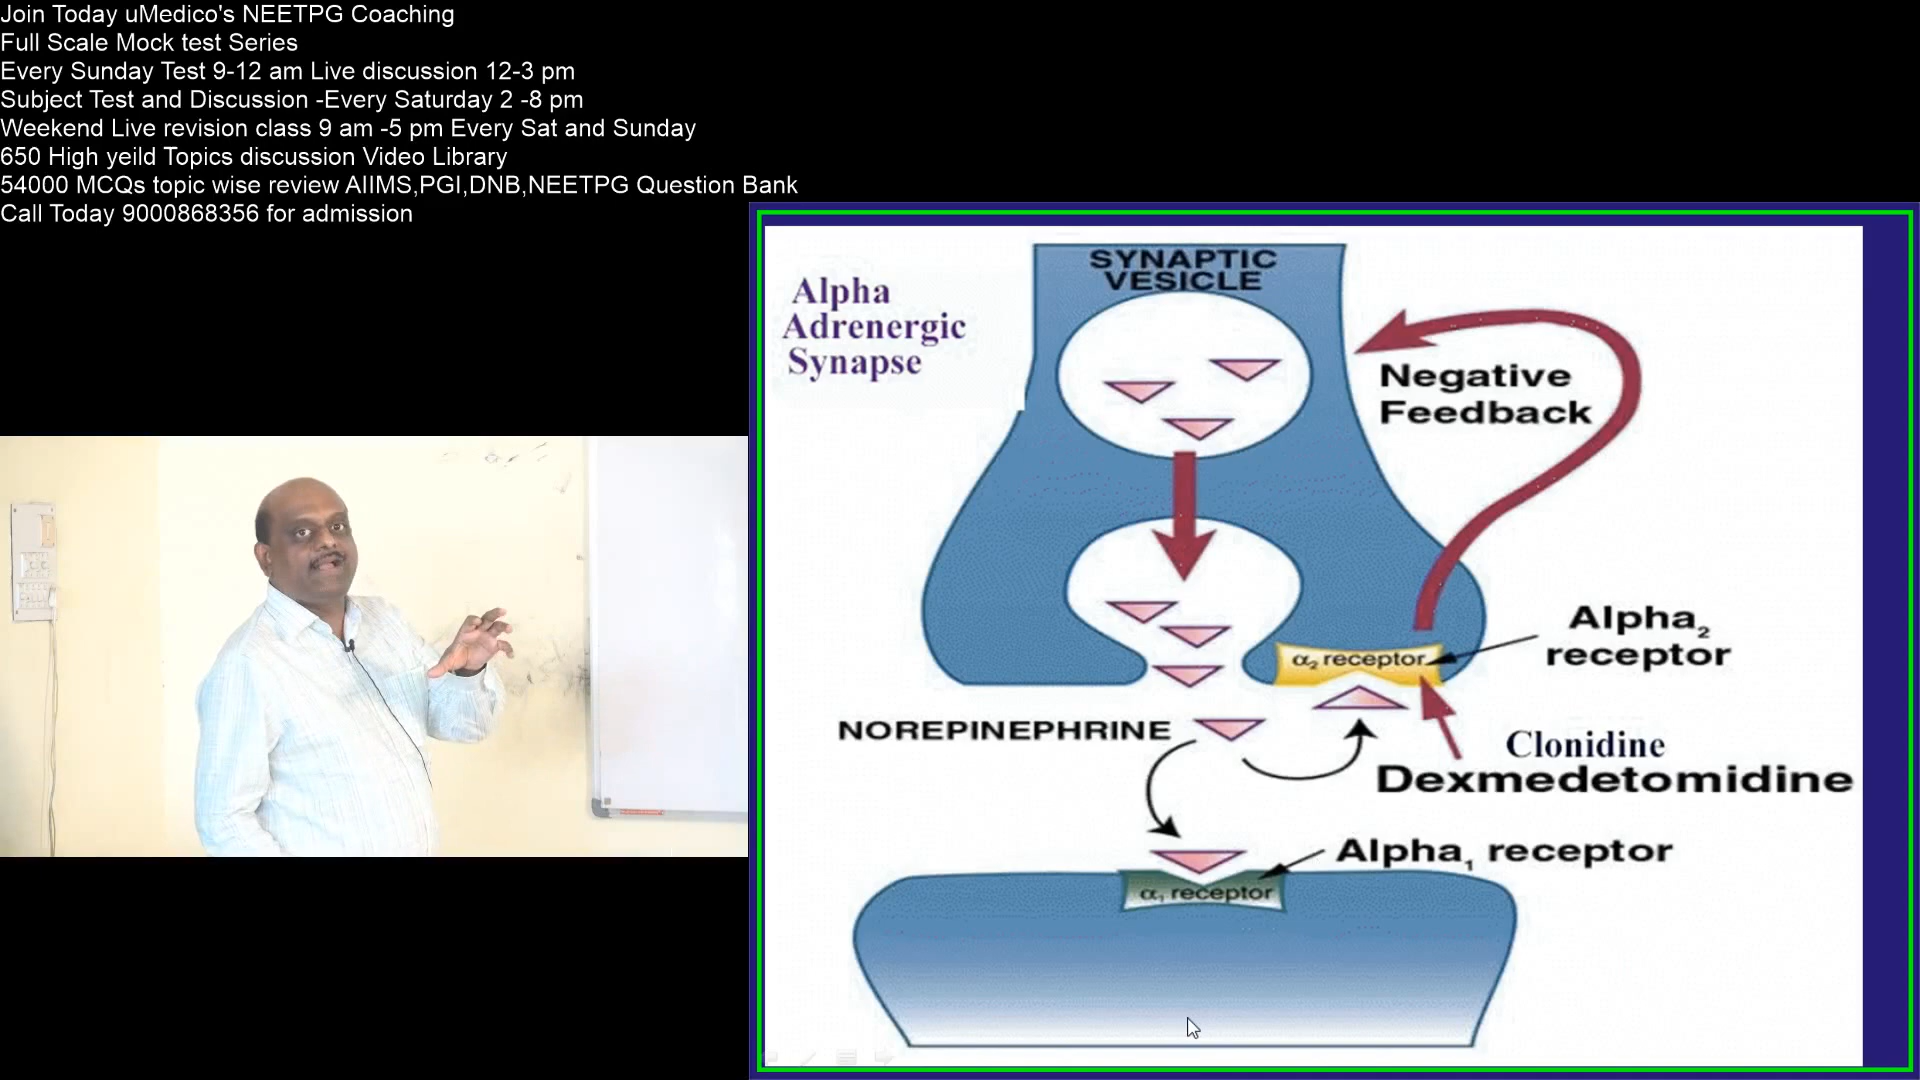 Join Today uMedico's NEETPG Coaching
Full Scale Mock test Series
Every Sunday Test 9-12 am Live discussion 12-3 pm
Subject Test and Discussion -Every Saturday 2 -8 pm
Weekend Live revision class 9 am -5 pm Every Sat and Sunday
650 High yeild Topics discussion Video Library
54000 MCQs topic wise review AIIMS,PGI,DNB,NEETPG Question Bank
Call Today 9000868356 for admission
Alpha
Adrenergic
Synapse
SYNAPTIC
VESICLE
Negative
Feedback
Alpha₂
receptor
α₂ receptor
NOREPINEPHRINE
Clonidine
Dexmedetomidine
Alpha₁ receptor
α₁ receptor